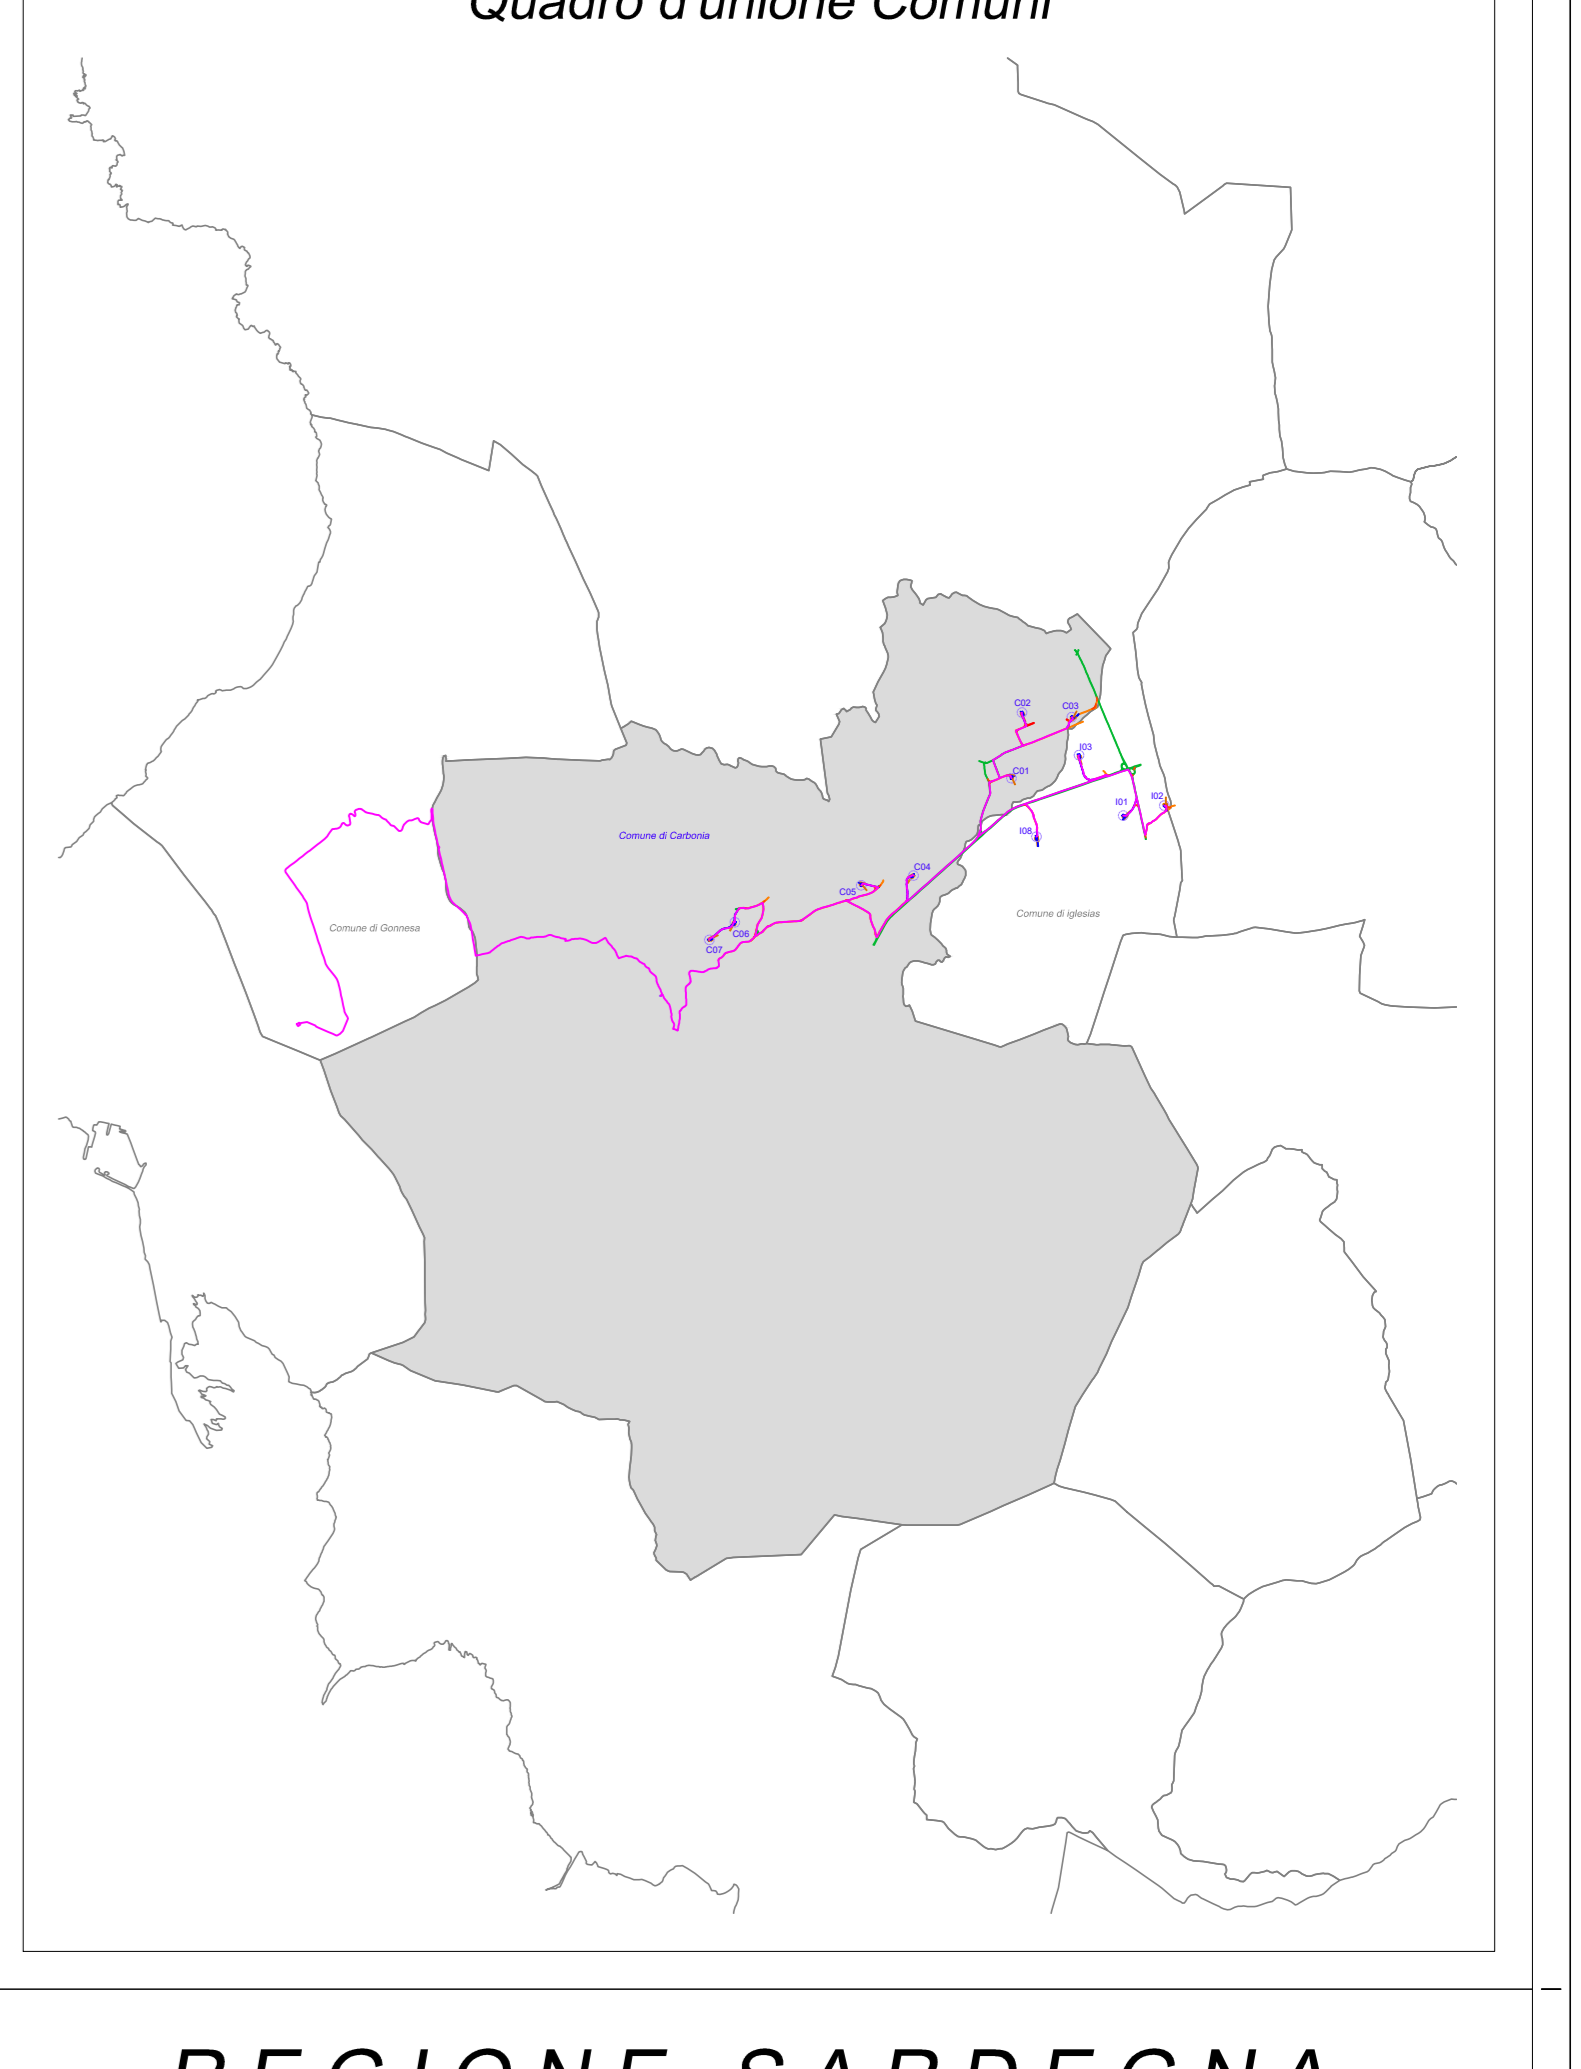 Quadro d'unione Comuni
C02
C03
I03
C01
I01
I02
I08
Comune di Carbonia
C04
C05
Comune di iglesias
Comune di Gonnesa
C06
C07
REGIONE SARDEGNA